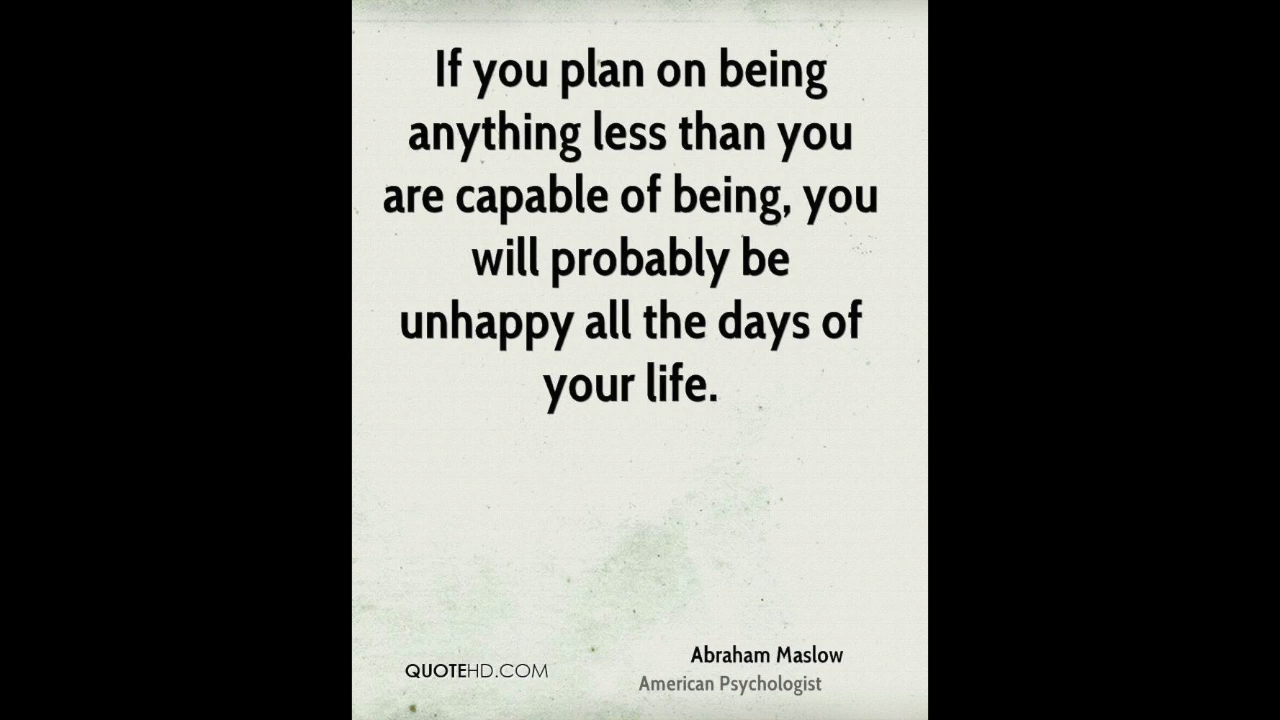 If you plan on being
anything less than you
are capable of being, you
will probably be
unhappy all the days of
your life.
Abraham Maslow
QUOTEHD.COM
American Psychologist